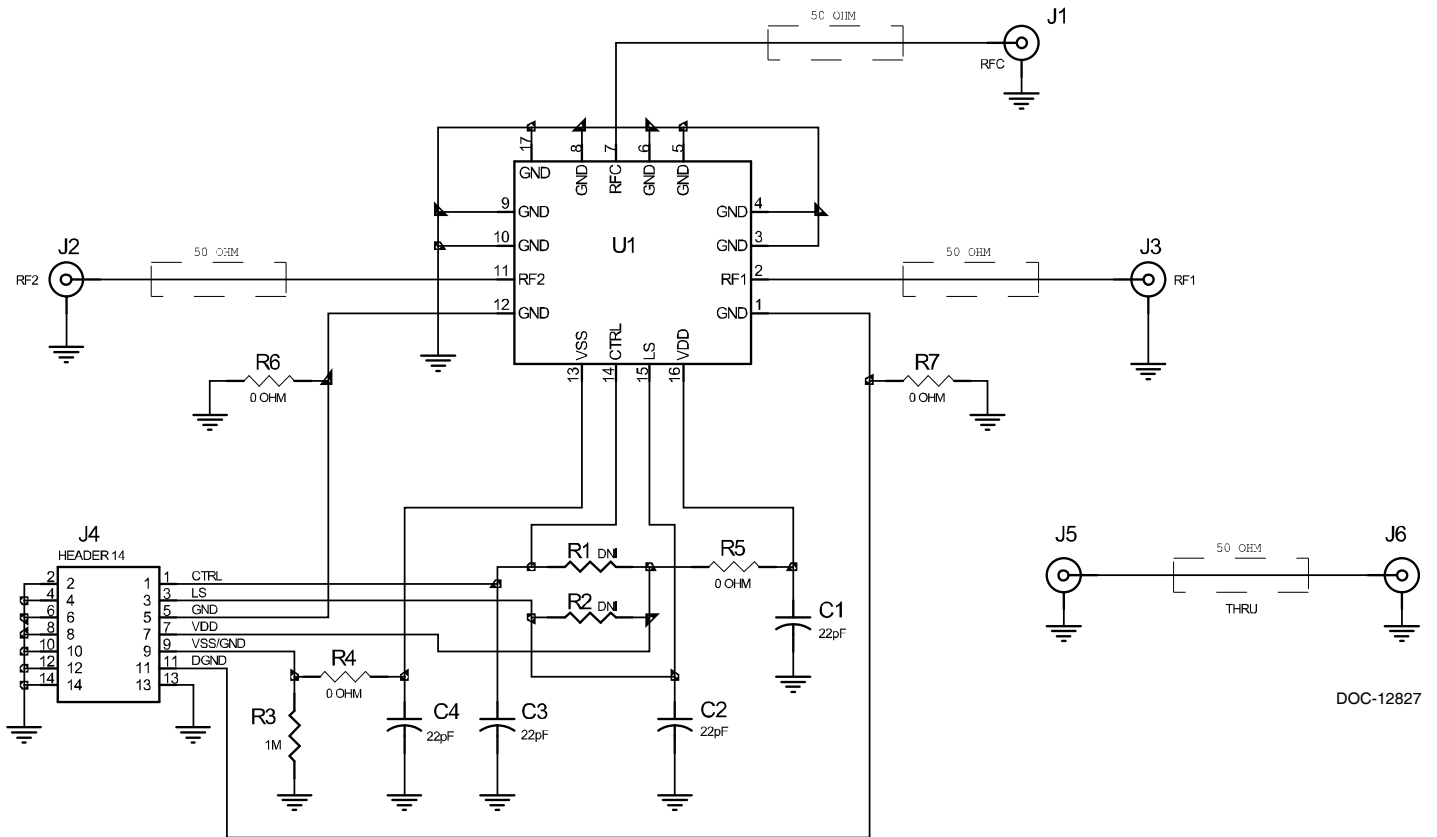 50 OHM
J1
RFC
17
8
7
6
5
GND
GND
RFC
GND
GND
9
GND
GND
4
10
GND
U1
GND
3
J2
50 OHM
RF2
11
RF2
RF1
2
50 OHM
J3
RF1
12
GND
GND
1
VSS
CTRL
LS
VDD
13
14
15
16
R6
0 OHM
R7
0 OHM
J4
HEADER 14
2
2
1
1
CTRL
4
4
3
3
LS
6
6
5
5
GND
8
8
7
7
VDD
10
10
9
9
VSS/GND
12
12
11
11
DGND
14
14
13
13
R1 DNI
R2 DNI
R5
0 OHM
C1
22pF
R4
0 OHM
R3
1M
C4
22pF
C3
22pF
C2
22pF
J5
50 OHM
THRU
J6
DOC-12827